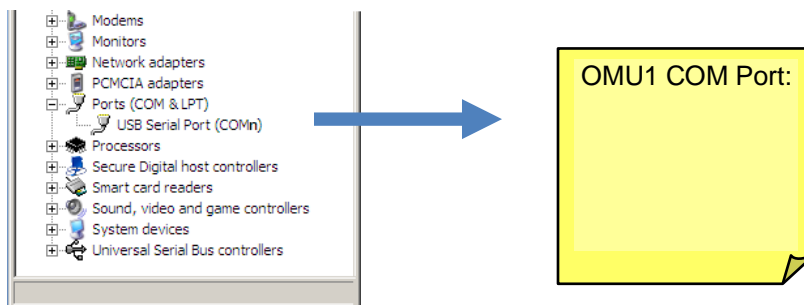 Modems
Monitors
Network adapters
PCMCIA adapters
Ports (COM & LPT)
USB Serial Port (COMn)
Processors
Secure Digital host controllers
Smart card readers
Sound, video and game controllers
System devices
Universal Serial Bus controllers
OMU1 COM Port: